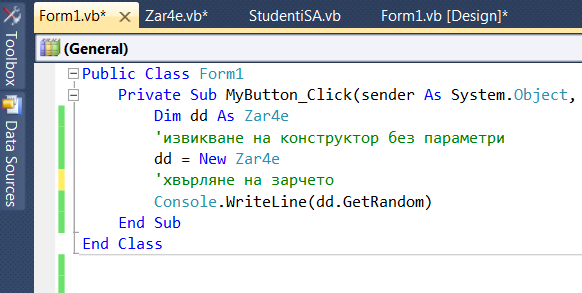 Form1.vb* Zar4e.vb* StudentiSA.vb Form1.vb [Design]*
Toolbox
Data Sources
(General)
Public Class Form1
Private Sub MyButton_Click(sender As System.Object,
Dim dd As Zar4e
'извикване на конструктор без параметри
dd = New Zar4e
'хвърляне на зарчето
Console.WriteLine(dd.GetRandom)
End Sub
End Class